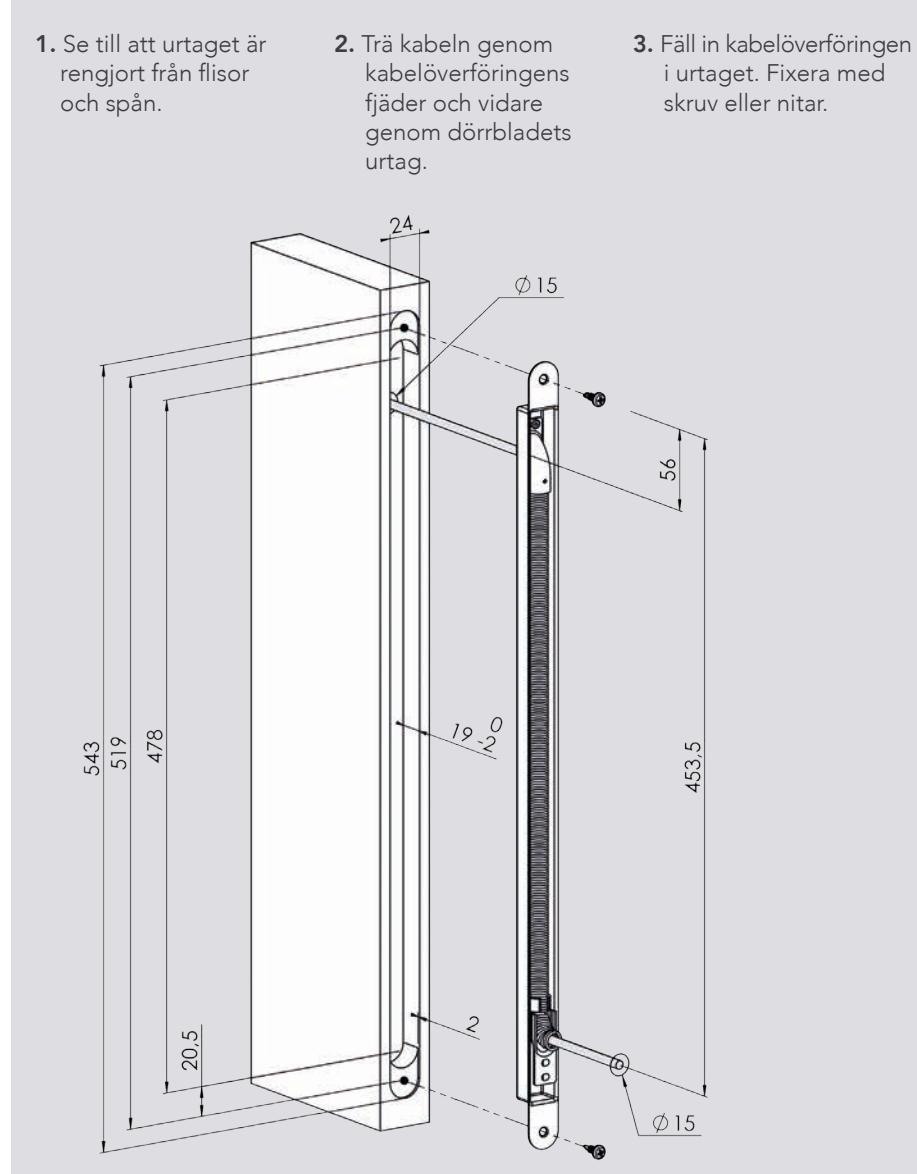 1. Se till att urtaget är
rengjort från flisor
och spån.
2. Trä kabeln genom
kabelöverföringens
fjäder och vidare
genom dörrbladets
urtag.
3. Fäll in kabelöverföringen
i urtaget. Fixera med
skruv eller nitar.
24
Ø 15
56
543
519
478
19 0 -2
453,5
20,5
2
Ø 15